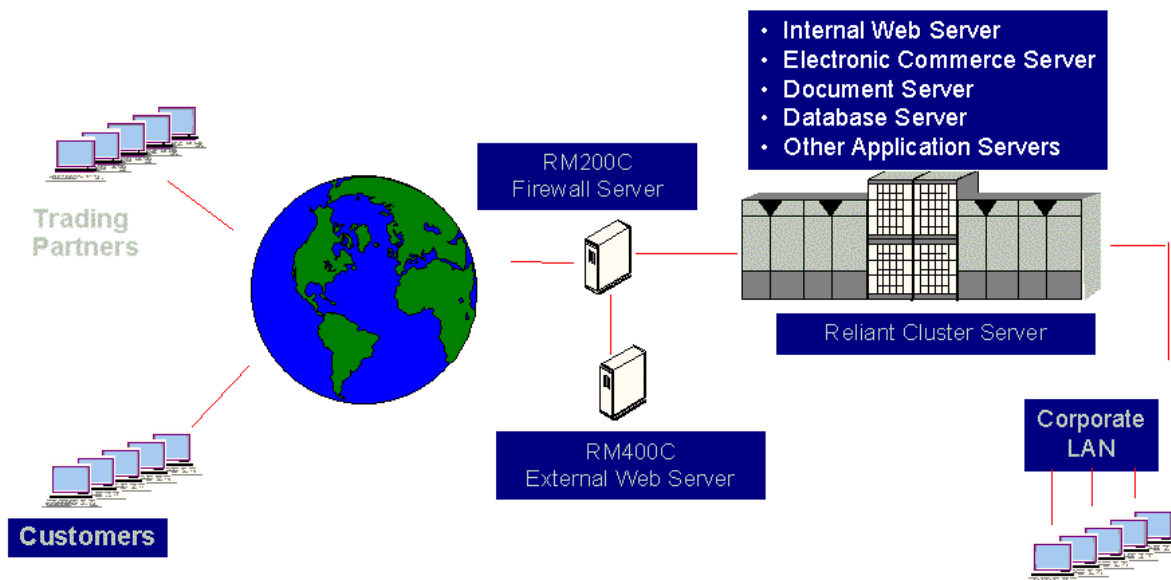 • Internal Web Server
• Electronic Commerce Server
• Document Server
• Database Server
• Other Application Servers
RM200C
Firewall Server
Trading
Partners
Reliant Cluster Server
RM400C
External Web Server
Corporate
LAN
Customers